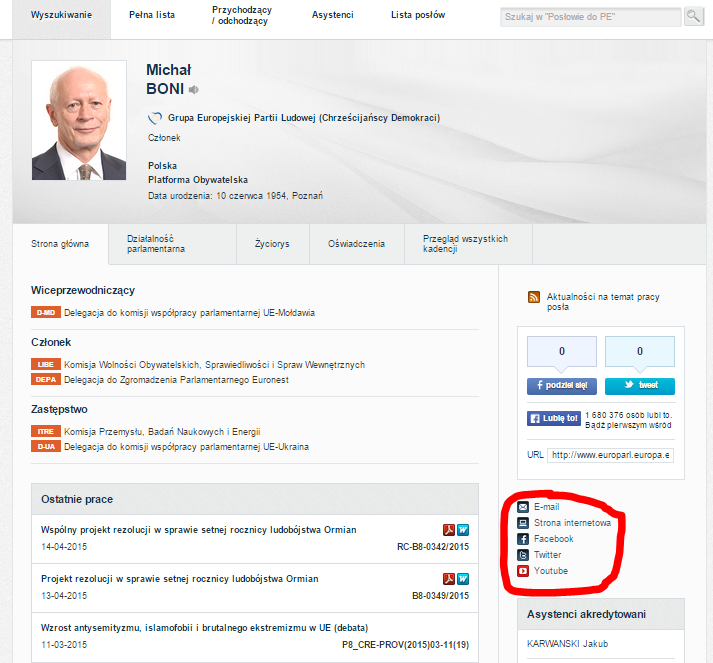 Wyszukiwanie
Pełna lista
Przychodzący
/ odchodzący
Asystenci
Lista posłów
Szukaj w "Posłowie do PE"
Michał
BONI
Grupa Europejskiej Partii Ludowej (Chrześcijańscy Demokraci)
Członek
Polska
Platforma Obywatelska
Data urodzenia: 10 czerwca 1954, Poznań
Strona główna
Działalność
parlamentarna
Życiorys
Oświadczenia
Przegląd wszystkich
kadencji
Wiceprzewodniczący
D-MD Delegacja do komisji współpracy parlamentarnej UE-Mołdawia
Członek
LIBE Komisja Wolności Obywatelskich, Sprawiedliwości i Spraw Wewnętrznych
DEPA Delegacja do Zgromadzenia Parlamentarnego Euronest
Zastępstwo
ITRE Komisja Przemysłu, Badań Naukowych i Energii
D-UA Delegacja do komisji współpracy parlamentarnej UE-Ukraina
Ostatnie prace
Wspólny projekt rezolucji w sprawie setnej rocznicy ludobójstwa Ormian
14-04-2015 RC-B8-0342/2015
Projekt rezolucji w sprawie setnej rocznicy ludobójstwa Ormian
13-04-2015 B8-0349/2015
Wzrost antysemityzmu, islamofobii i brutalnego ekstremizmu w UE (debata)
11-03-2015 P8_CRE-PROV(2015)03-11(19)
Aktualności na temat pracy
posła
0 0
podziel się! tweet
Lubię to! 1 680 376 osób lubi to.
Bądź pierwszym wśród
URL http://www.europarl.europa.e
E-mail
Strona internetowa
Facebook
Twitter
Youtube
Asystenci akredytowani
KARWANSKI Jakub